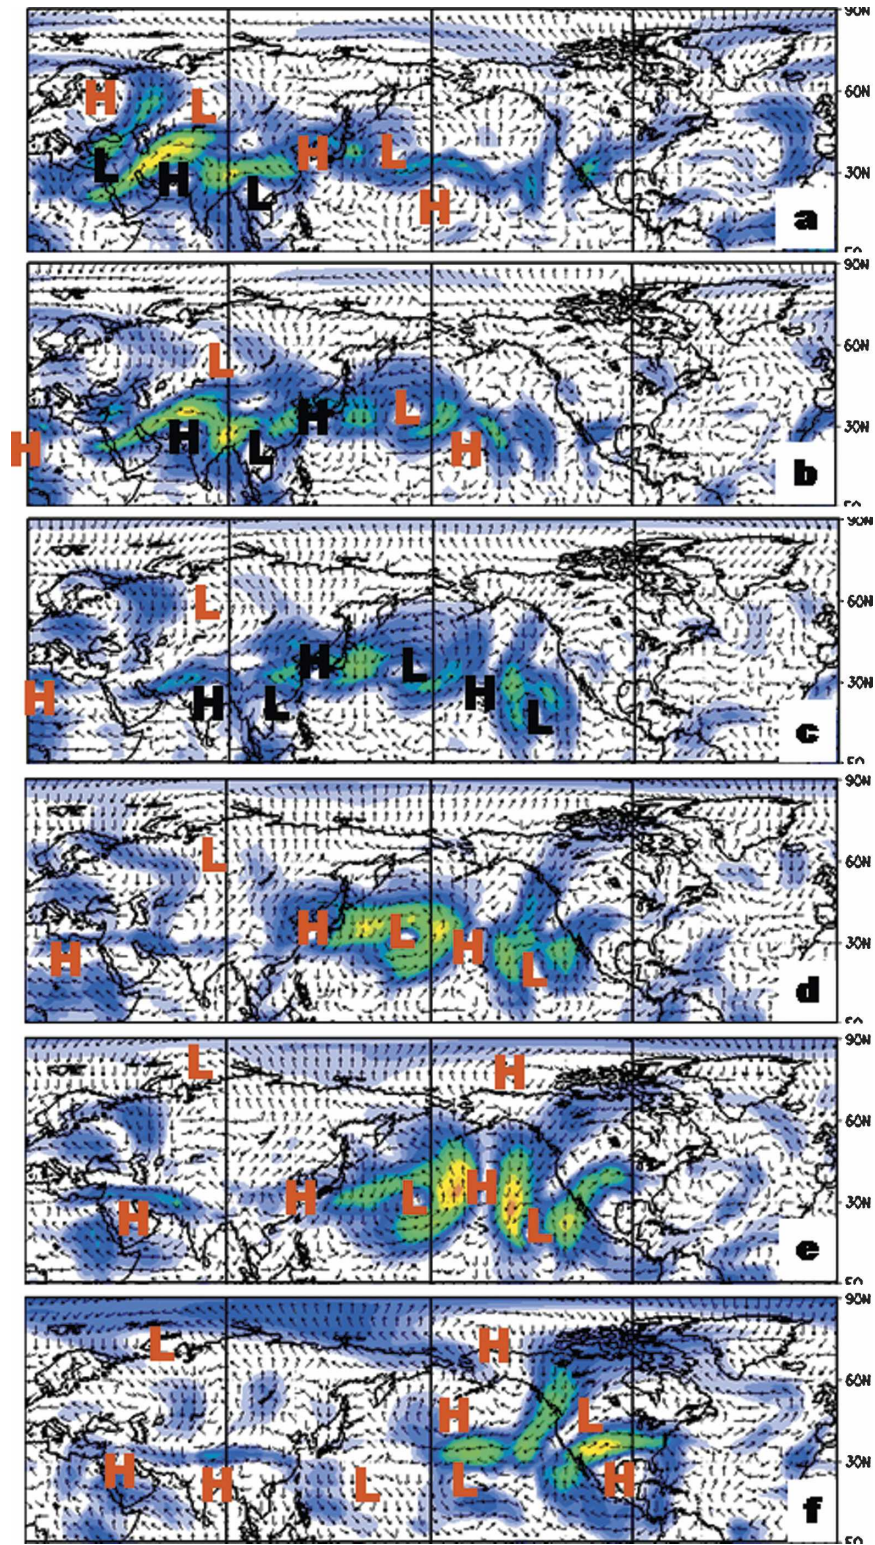 90N
H L 60N
H L
L H 30N
L H
a
90N
L 60N
H L
H L H H 30N
H
b
90N
L 60N
H L
H H L H L 30N
c
90N
L 60N
H L H 30N
H L
d
90N
L H
60N
H L H 30N
H L
e
90N
L H
60N
H L
H H L L H 30N
f